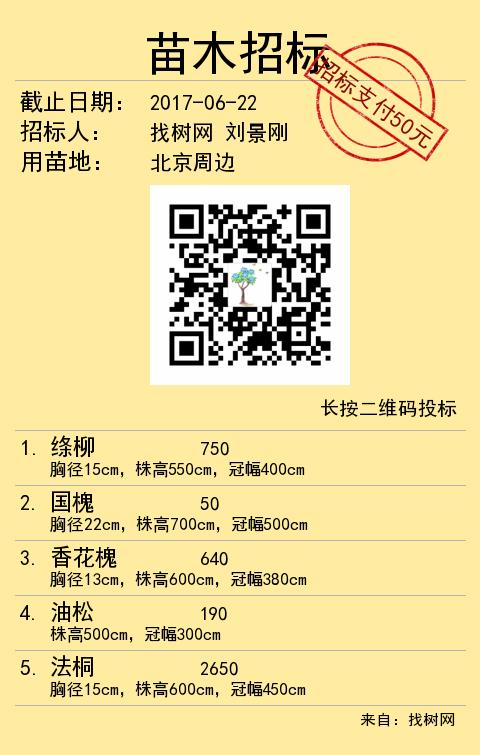 苗木招标
招标支付50元
截止日期： 2017-06-22
招标人： 找树网 刘景刚
用苗地： 北京周边
长按二维码投标
1. 绦柳 750
胸径15cm，株高550cm，冠幅400cm
2. 国槐 50
胸径22cm，株高700cm，冠幅500cm
3. 香花槐 640
胸径13cm，株高600cm，冠幅380cm
4. 油松 190
株高500cm，冠幅300cm
5. 法桐 2650
胸径15cm，株高600cm，冠幅450cm
来自：找树网